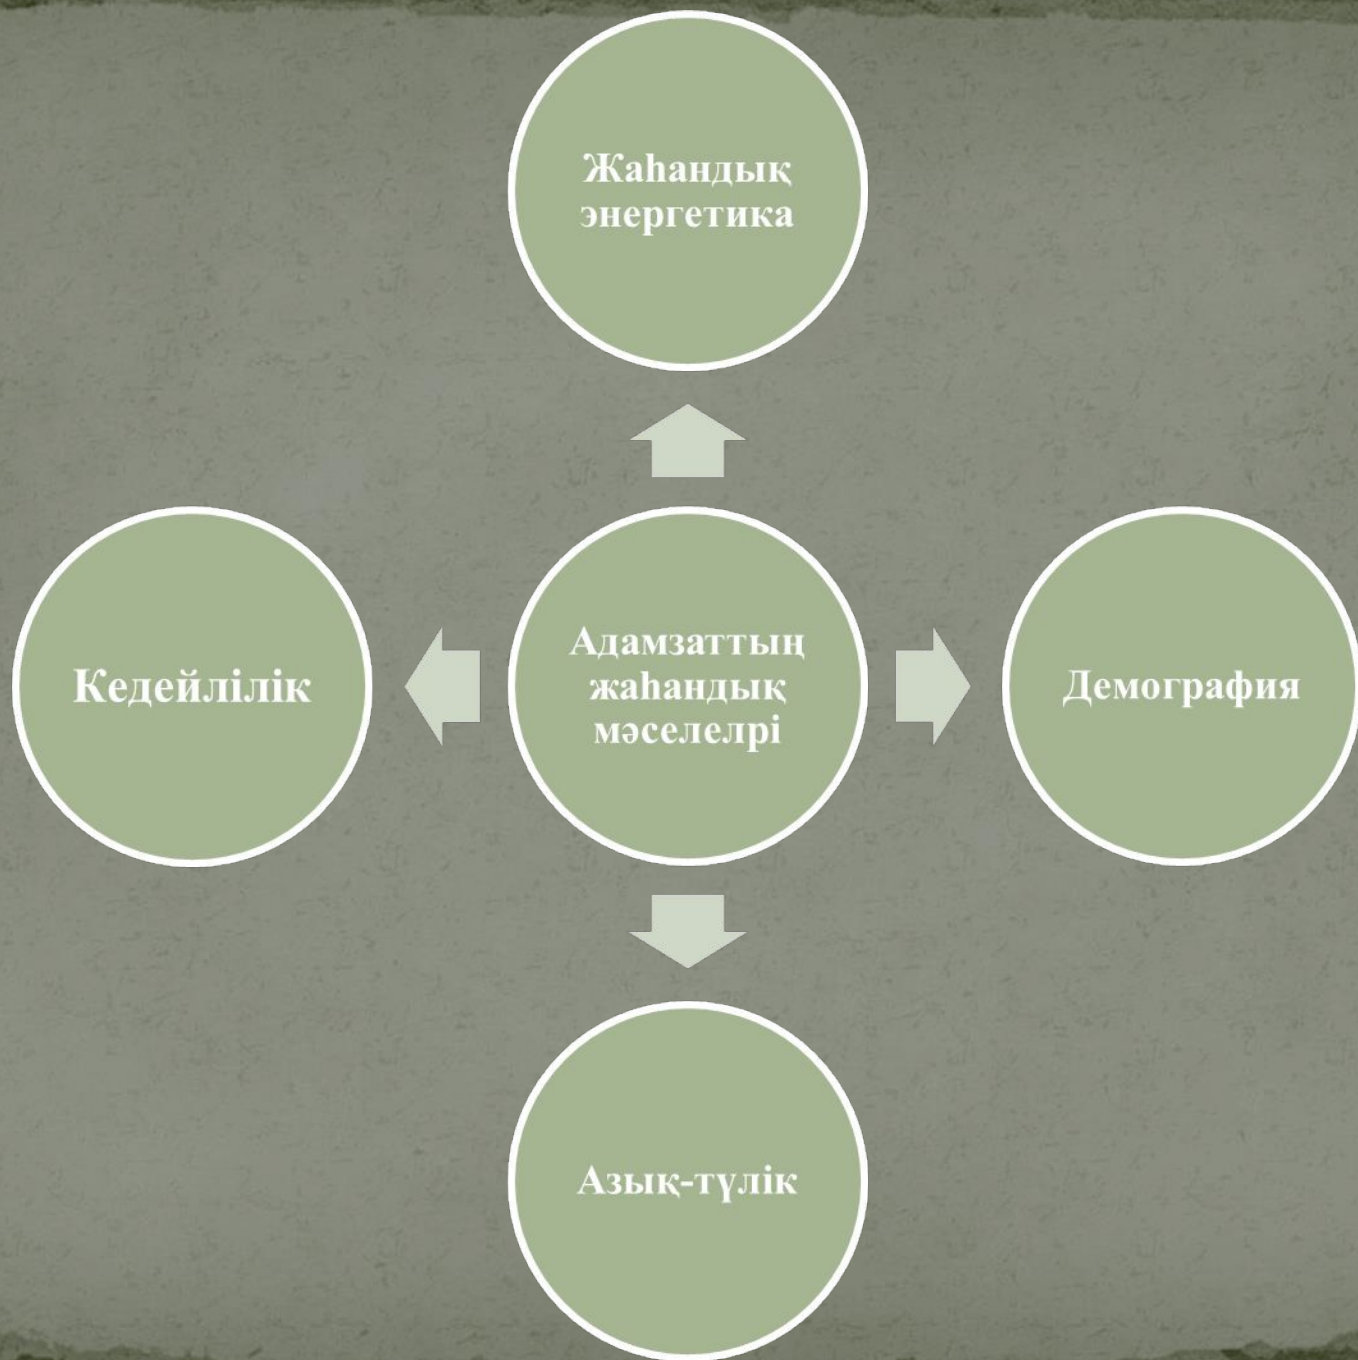 Жаһандық
энергетика
Кедейлілік
Адамзаттың
жаһандық
мәселелрі
Демография
Азық-түлік